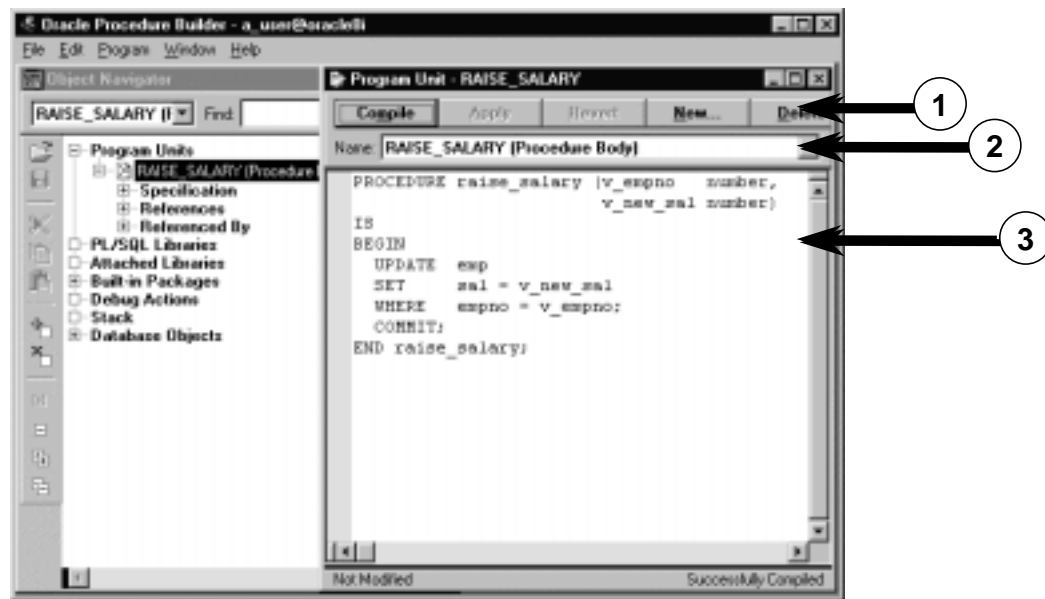 Oracle Procedure Builder - a_user@oracle8i
File Edit Program Window Help
Object Navigator
RAISE_SALARY (
Find:
Program Units
RAISE_SALARY (Procedure
Specification
References
Referenced By
PL/SQL Libraries
Attached Libraries
Built-in Packages
Debug Actions
Stack
Database Objects
Program Unit - RAISE_SALARY
Compile Apply Revert New... Delet
Name: RAISE_SALARY (Procedure Body)
PROCEDURE raise_salary (v_empno number,
v_new_sal number)
IS
BEGIN
UPDATE emp
SET sal = v_new_sal
WHERE empno = v_empno;
COMMIT;
END raise_salary;
Not Modified Successfully Compiled
1
2
3